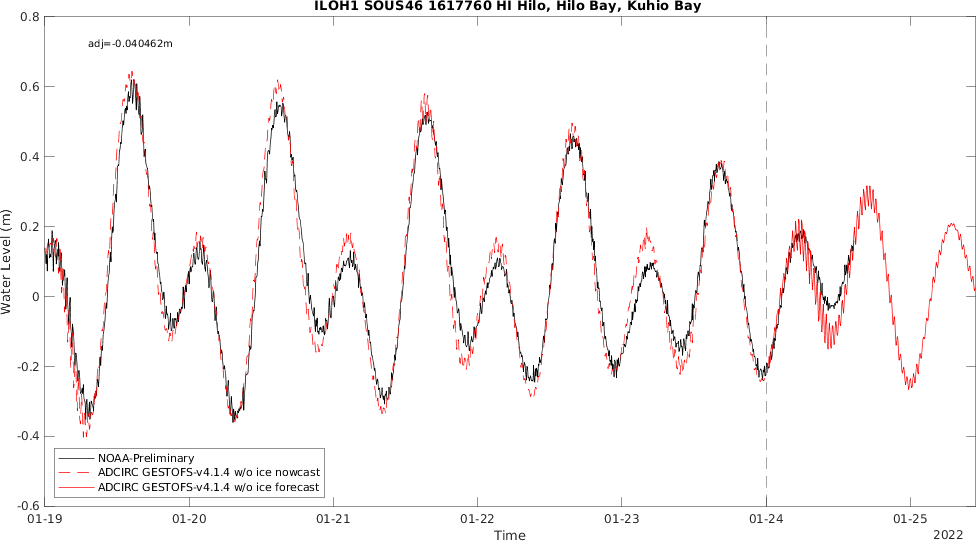 ILOH1 SOUS46 1617760 HI Hilo, Hilo Bay, Kuhio Bay
adj=-0.040462m
0.8
0.6
0.4
0.2
0
-0.2
-0.4
-0.6
Water Level (m)
NOAA-Preliminary
ADCIRC GESTOFS-v4.1.4 w/o ice nowcast
ADCIRC GESTOFS-v4.1.4 w/o ice forecast
01-19 01-20 01-21 01-22 01-23 01-24 01-25
Time
2022